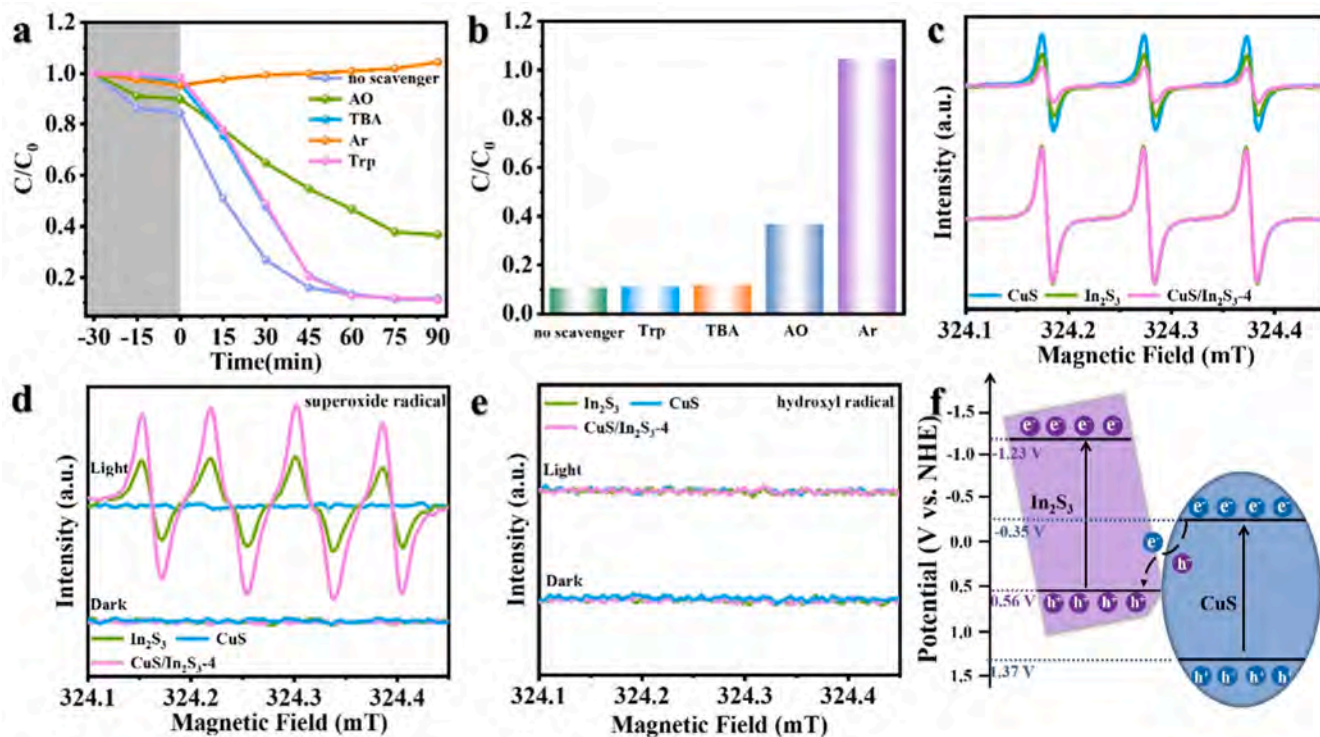 a
C/C0
1.2
1.0
0.8
0.6
0.4
0.2
no scavenger
AO
TBA
Ar
Trp
-30 -15 0 15 30 45 60 75 90
Time(min)
b
C/C0
1.2
1.0
0.8
0.6
0.4
0.2
0.0
no scavenger Trp TBA AO Ar
c
Intensity (a.u.)
CuS In2S3 CuS/In2S3-4
324.1 324.2 324.3 324.4
Magnetic Field (mT)
d
superoxide radical
Intensity (a.u.)
Light
Dark
In2S3 CuS
CuS/In2S3-4
324.1 324.2 324.3 324.4
Magnetic Field (mT)
e
In2S3 CuS hydroxyl radical
CuS/In2S3-4
Intensity (a.u.)
Light
Dark
324.1 324.2 324.3 324.4
Magnetic Field (mT)
f
Potential (V vs. NHE)
-1.5
-1.0
-0.5
0.0
0.5
1.0
1.5
e- e- e- e-
-1.23 V
In2S3
e- e- e- e-
-0.35 V
e-
h+
0.56 V
h+ h+ h+ h+
CuS
1.37 V
h+ h+ h+ h+